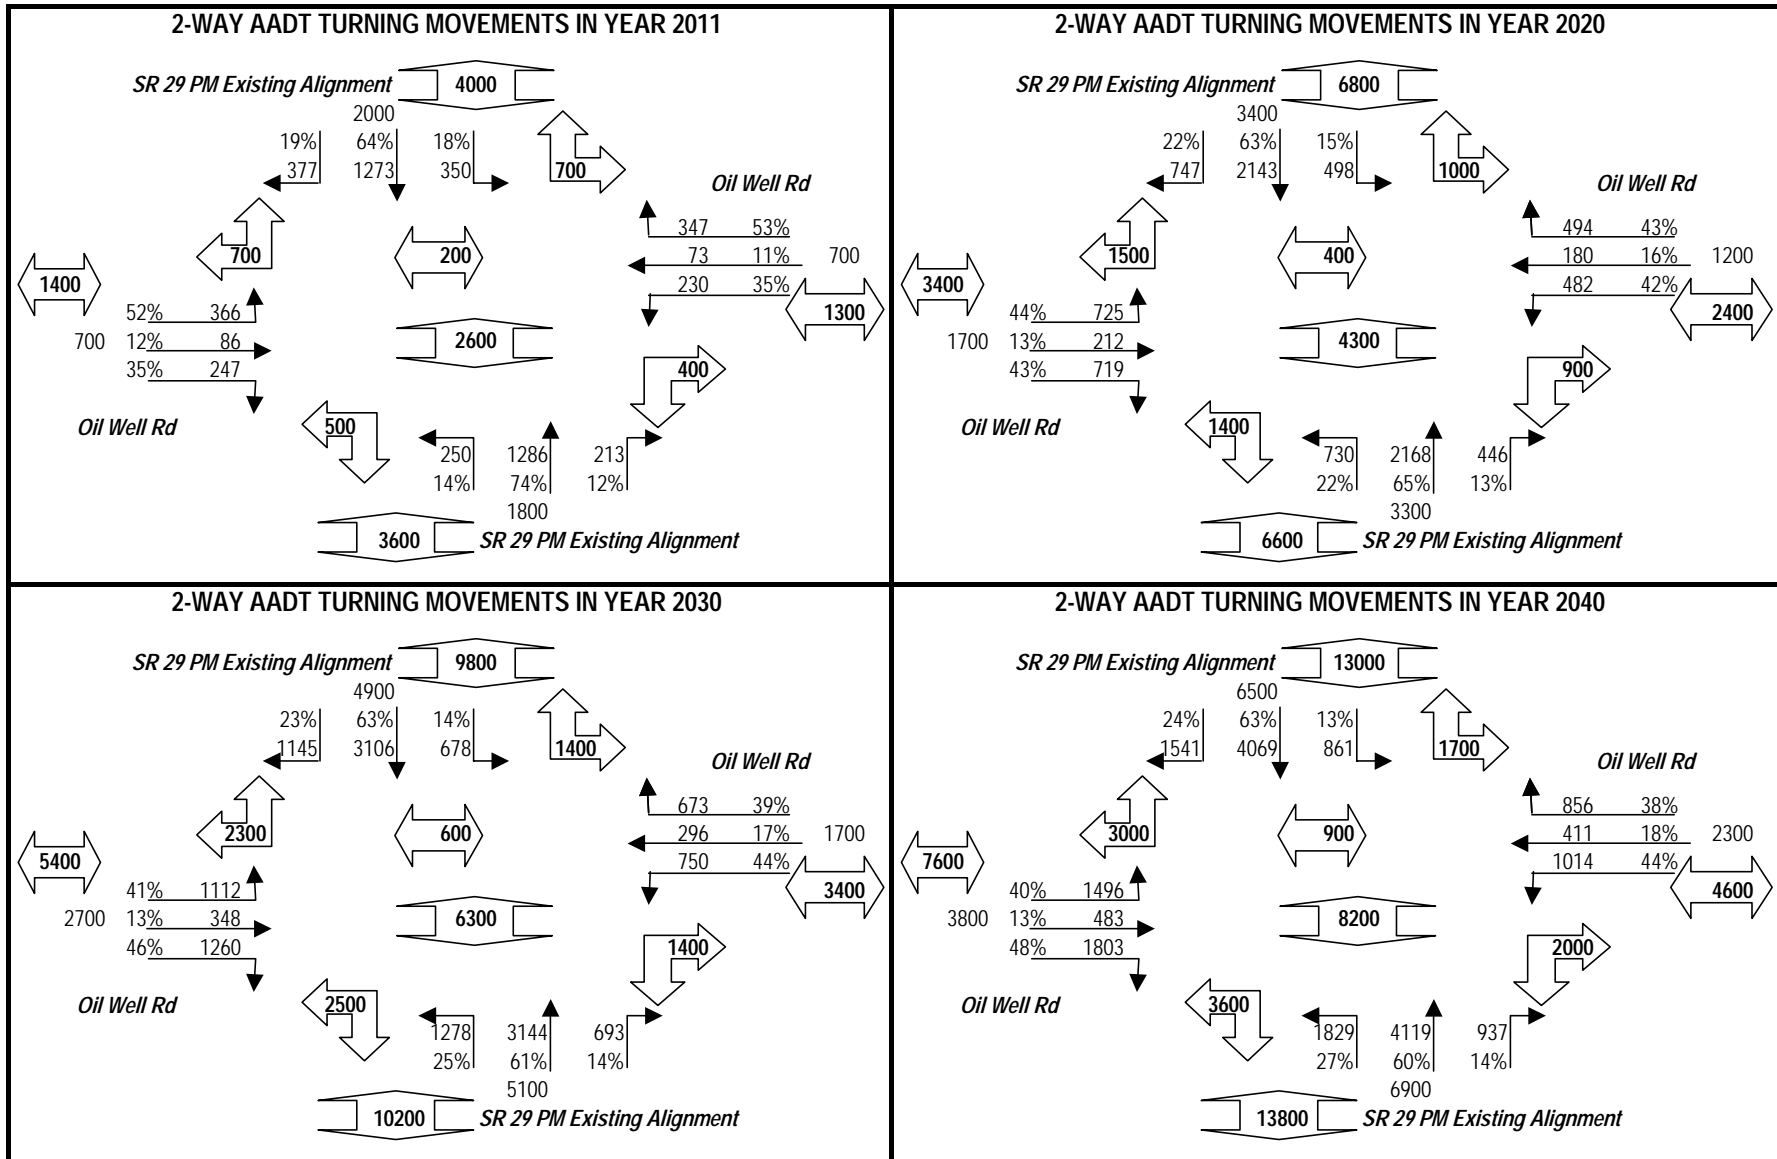 2-WAY AADT TURNING MOVEMENTS IN YEAR 2011
SR 29 PM Existing Alignment 4000
2000
19% 64% 18%
377 1273 350 700
Oil Well Rd
347 53%
700 200 73 11% 700
1400 230 35%
52% 366 1300
700 12% 86 2600
35% 247 400
Oil Well Rd 500
250 1286 213
14% 74% 12%
1800
3600 SR 29 PM Existing Alignment
2-WAY AADT TURNING MOVEMENTS IN YEAR 2020
SR 29 PM Existing Alignment 6800
3400
22% 63% 15%
747 2143 498 1000
Oil Well Rd
494 43%
1500 400 180 16% 1200
3400 482 42%
44% 725 2400
1700 13% 212 4300
43% 719 900
Oil Well Rd 1400
730 2168 446
22% 65% 13%
3300
6600 SR 29 PM Existing Alignment
2-WAY AADT TURNING MOVEMENTS IN YEAR 2030
SR 29 PM Existing Alignment 9800
4900
23% 63% 14%
1145 3106 678 1400
Oil Well Rd
673 39%
2300 600 296 17% 1700
5400 750 44%
41% 1112 3400
2700 13% 348 6300
46% 1260 1400
Oil Well Rd 2500
1278 3144 693
25% 61% 14%
5100
10200 SR 29 PM Existing Alignment
2-WAY AADT TURNING MOVEMENTS IN YEAR 2040
SR 29 PM Existing Alignment 13000
6500
24% 63% 13%
1541 4069 861 1700
Oil Well Rd
856 38%
3000 900 411 18% 2300
7600 1014 44%
40% 1496 4600
3800 13% 483 8200
48% 1803 2000
Oil Well Rd 3600
1829 4119 937
27% 60% 14%
6900
13800 SR 29 PM Existing Alignment